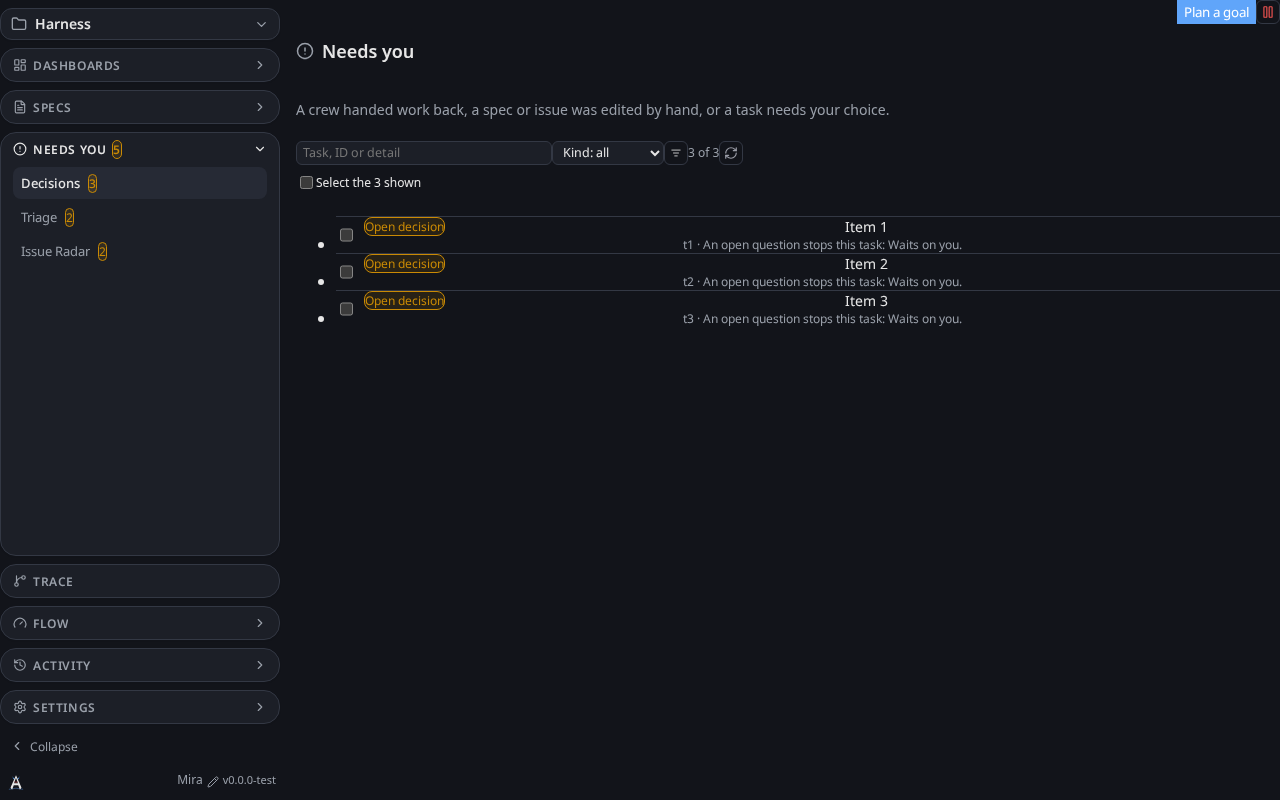 Harness
Plan a goal
DASHBOARDS
SPECS
NEEDS YOU 5
Decisions 3
Triage 2
Issue Radar 2
TRACE
FLOW
ACTIVITY
SETTINGS
Collapse
Mira v0.0.0-test
Needs you
A crew handed work back, a spec or issue was edited by hand, or a task needs your choice.
Task, ID or detail Kind: all 3 of 3
Select the 3 shown
Open decision Item 1
t1 · An open question stops this task: Waits on you.
Open decision Item 2
t2 · An open question stops this task: Waits on you.
Open decision Item 3
t3 · An open question stops this task: Waits on you.